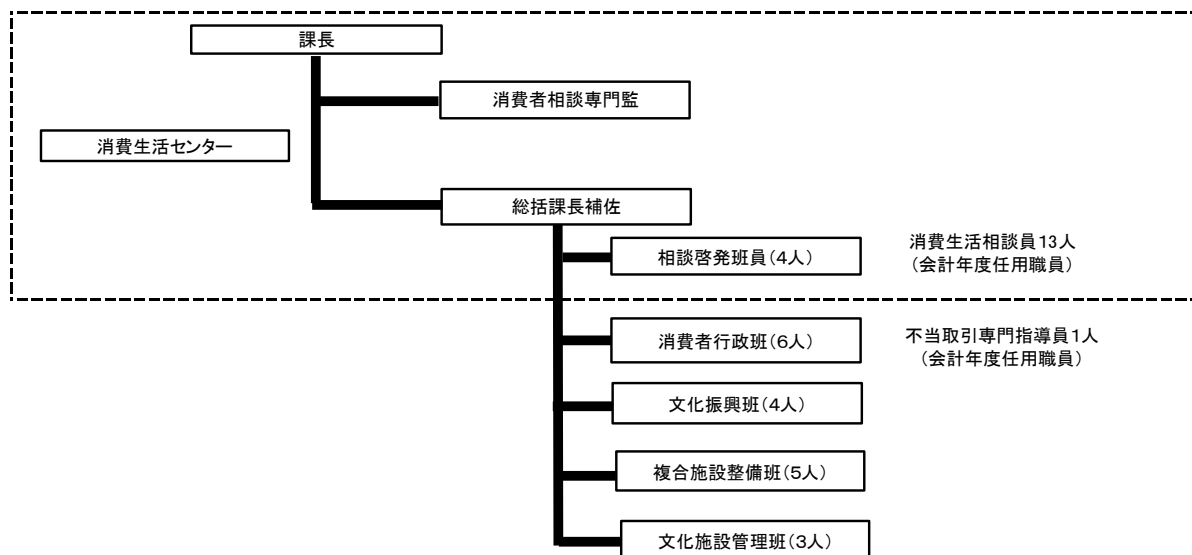 課長
消費者相談専門監
消費生活センター
総括課長補佐
相談啓発班員(4人)
消費生活相談員13人
(会計年度任用職員)
消費者行政班(6人)
不当取引専門指導員1人
(会計年度任用職員)
文化振興班(4人)
複合施設整備班(5人)
文化施設管理班(3人)